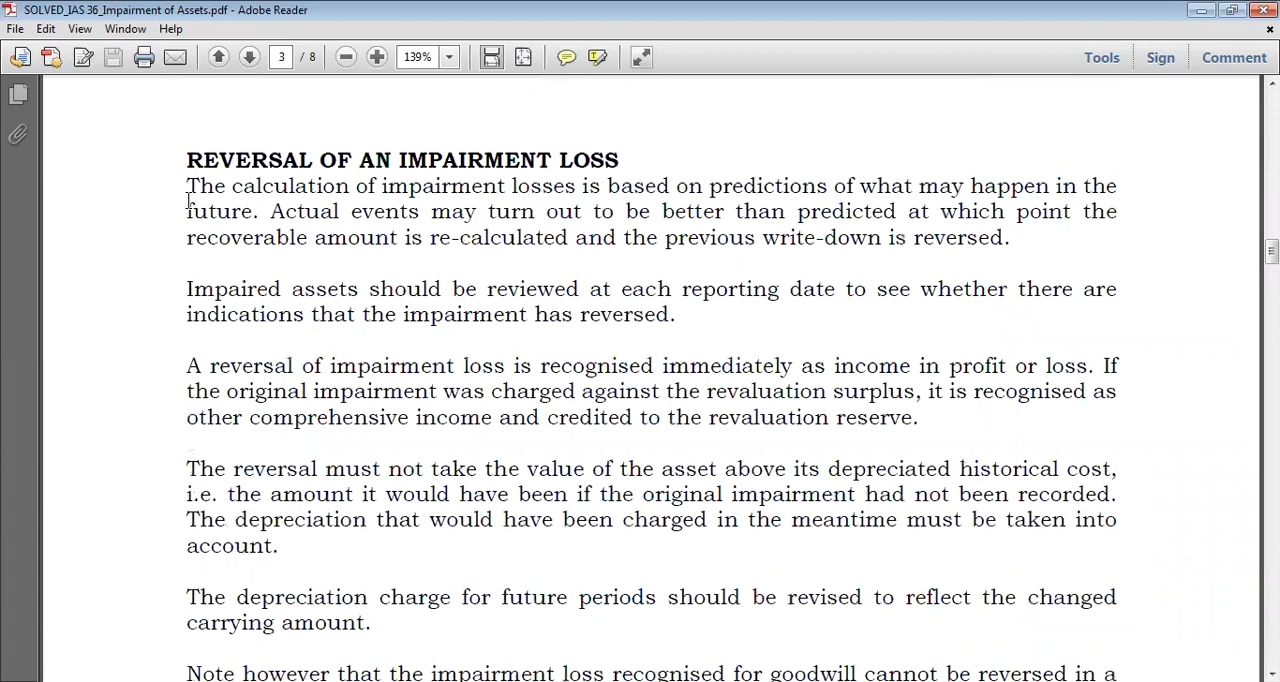 SOLVED_IAS 36_Impairment of Assets.pdf - Adobe Reader
File Edit View Window Help
3 / 8 139% Tools Sign Comment
REVERSAL OF AN IMPAIRMENT LOSS
The calculation of impairment losses is based on predictions of what may happen in the
future. Actual events may turn out to be better than predicted at which point the
recoverable amount is re-calculated and the previous write-down is reversed.
Impaired assets should be reviewed at each reporting date to see whether there are
indications that the impairment has reversed.
A reversal of impairment loss is recognised immediately as income in profit or loss. If
the original impairment was charged against the revaluation surplus, it is recognised as
other comprehensive income and credited to the revaluation reserve.
The reversal must not take the value of the asset above its depreciated historical cost,
i.e. the amount it would have been if the original impairment had not been recorded.
The depreciation that would have been charged in the meantime must be taken into
account.
The depreciation charge for future periods should be revised to reflect the changed
carrying amount.
Note however that the impairment loss recognised for goodwill cannot be reversed in a